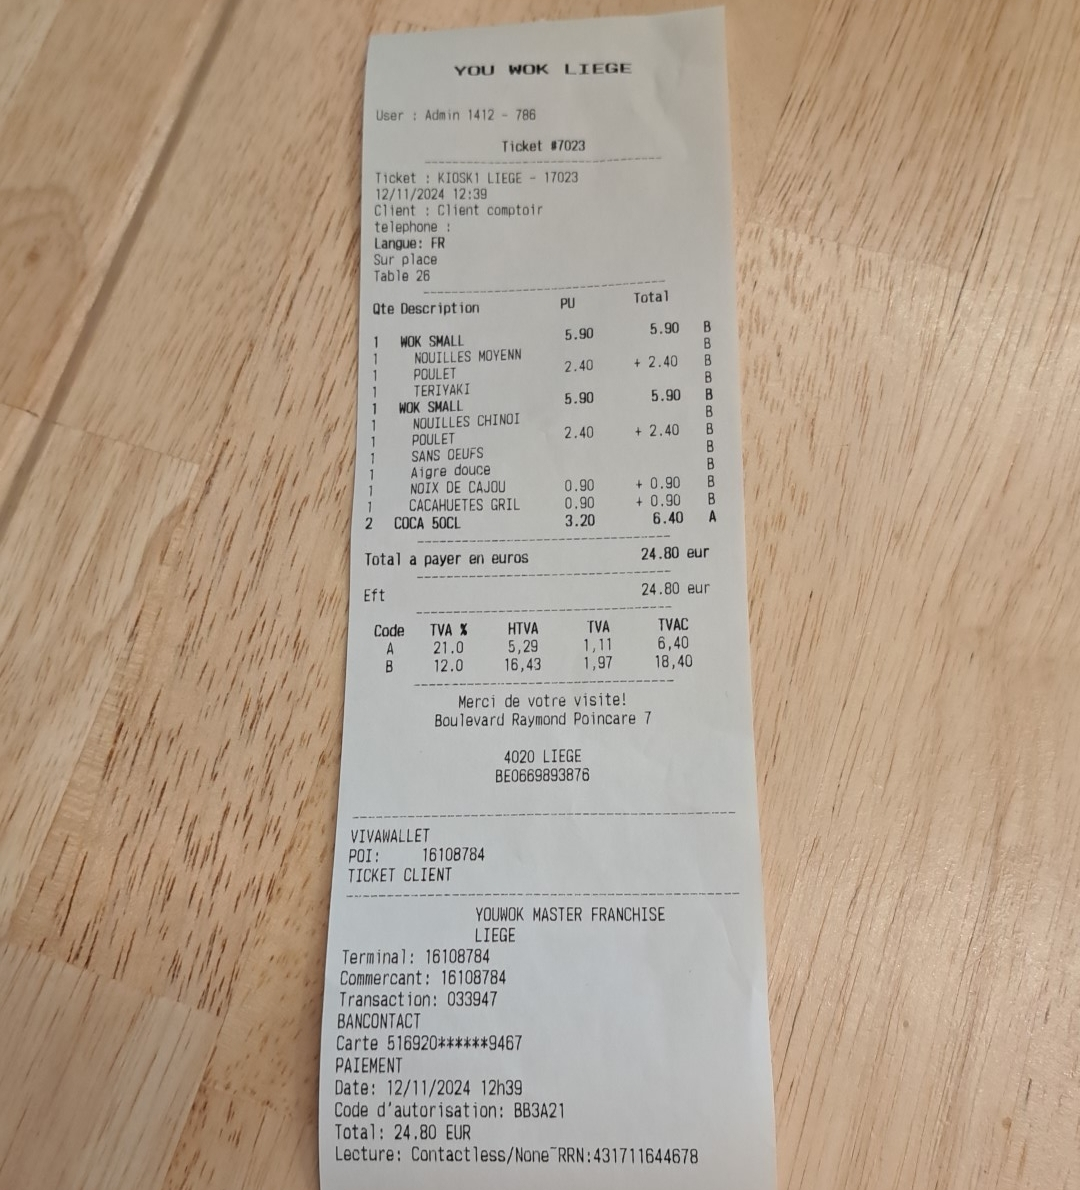 YOU WOK LIEGE
User : Admin 1412 - 786
Ticket #7023
Ticket : KIOSK1 LIEGE - 17023
12/11/2024 12:39
Client : Client comptoir
telephone :
Langue: FR
Sur place
Table 26
Qte Description PU Total
1 WOK SMALL 5.90 5.90 B
1 NOUILLES MOYENN B
1 POULET 2.40 + 2.40 B
1 TERIYAKI B
1 WOK SMALL 5.90 5.90 B
1 NOUILLES CHINOI B
1 POULET 2.40 + 2.40 B
1 SANS OEUFS B
1 Aigre douce B
1 NOIX DE CAJOU 0.90 + 0.90 B
1 CACAHUETES GRIL 0.90 + 0.90 B
2 COCA 50CL 3.20 6.40 A
Total a payer en euros 24.80 eur
Eft 24.80 eur
Code TVA % HTVA TVA TVAC
A 21.0 5,29 1,11 6,40
B 12.0 16,43 1,97 18,40
Merci de votre visite!
Boulevard Raymond Poincare 7
4020 LIEGE
BE0669893876
VIVAWALLET
POI: 16108784
TICKET CLIENT
YOUWOK MASTER FRANCHISE
LIEGE
Terminal: 16108784
Commercant: 16108784
Transaction: 033947
BANCONTACT
Carte 516920******9467
PAIEMENT
Date: 12/11/2024 12h39
Code d'autorisation: BB3A21
Total: 24.80 EUR
Lecture: Contactless/None¯RRN:431711644678